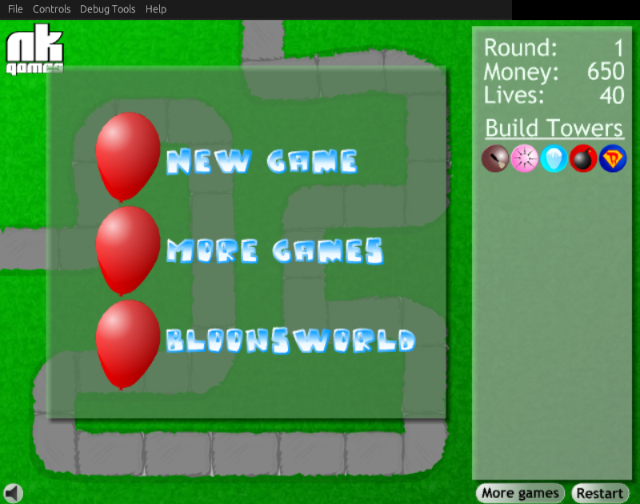 File Controls Debug Tools Help
nk
games
Round: 1
Money: 650
Lives: 40
Build Towers
NEW GAME
MORE GAMES
BLOONSWORLD
More games Restart